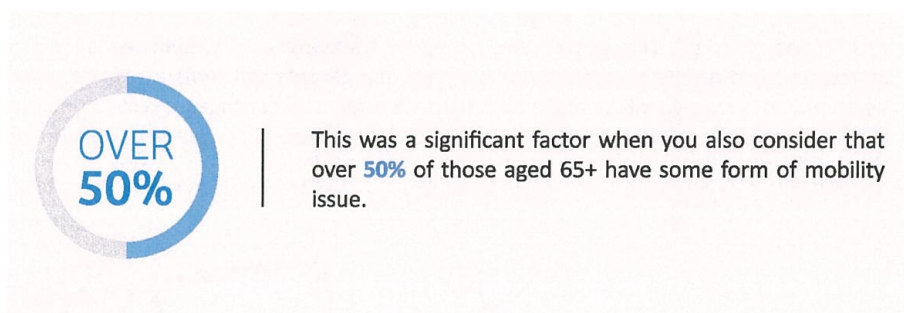 OVER
50%
This was a significant factor when you also consider that
over 50% of those aged 65+ have some form of mobility
issue.